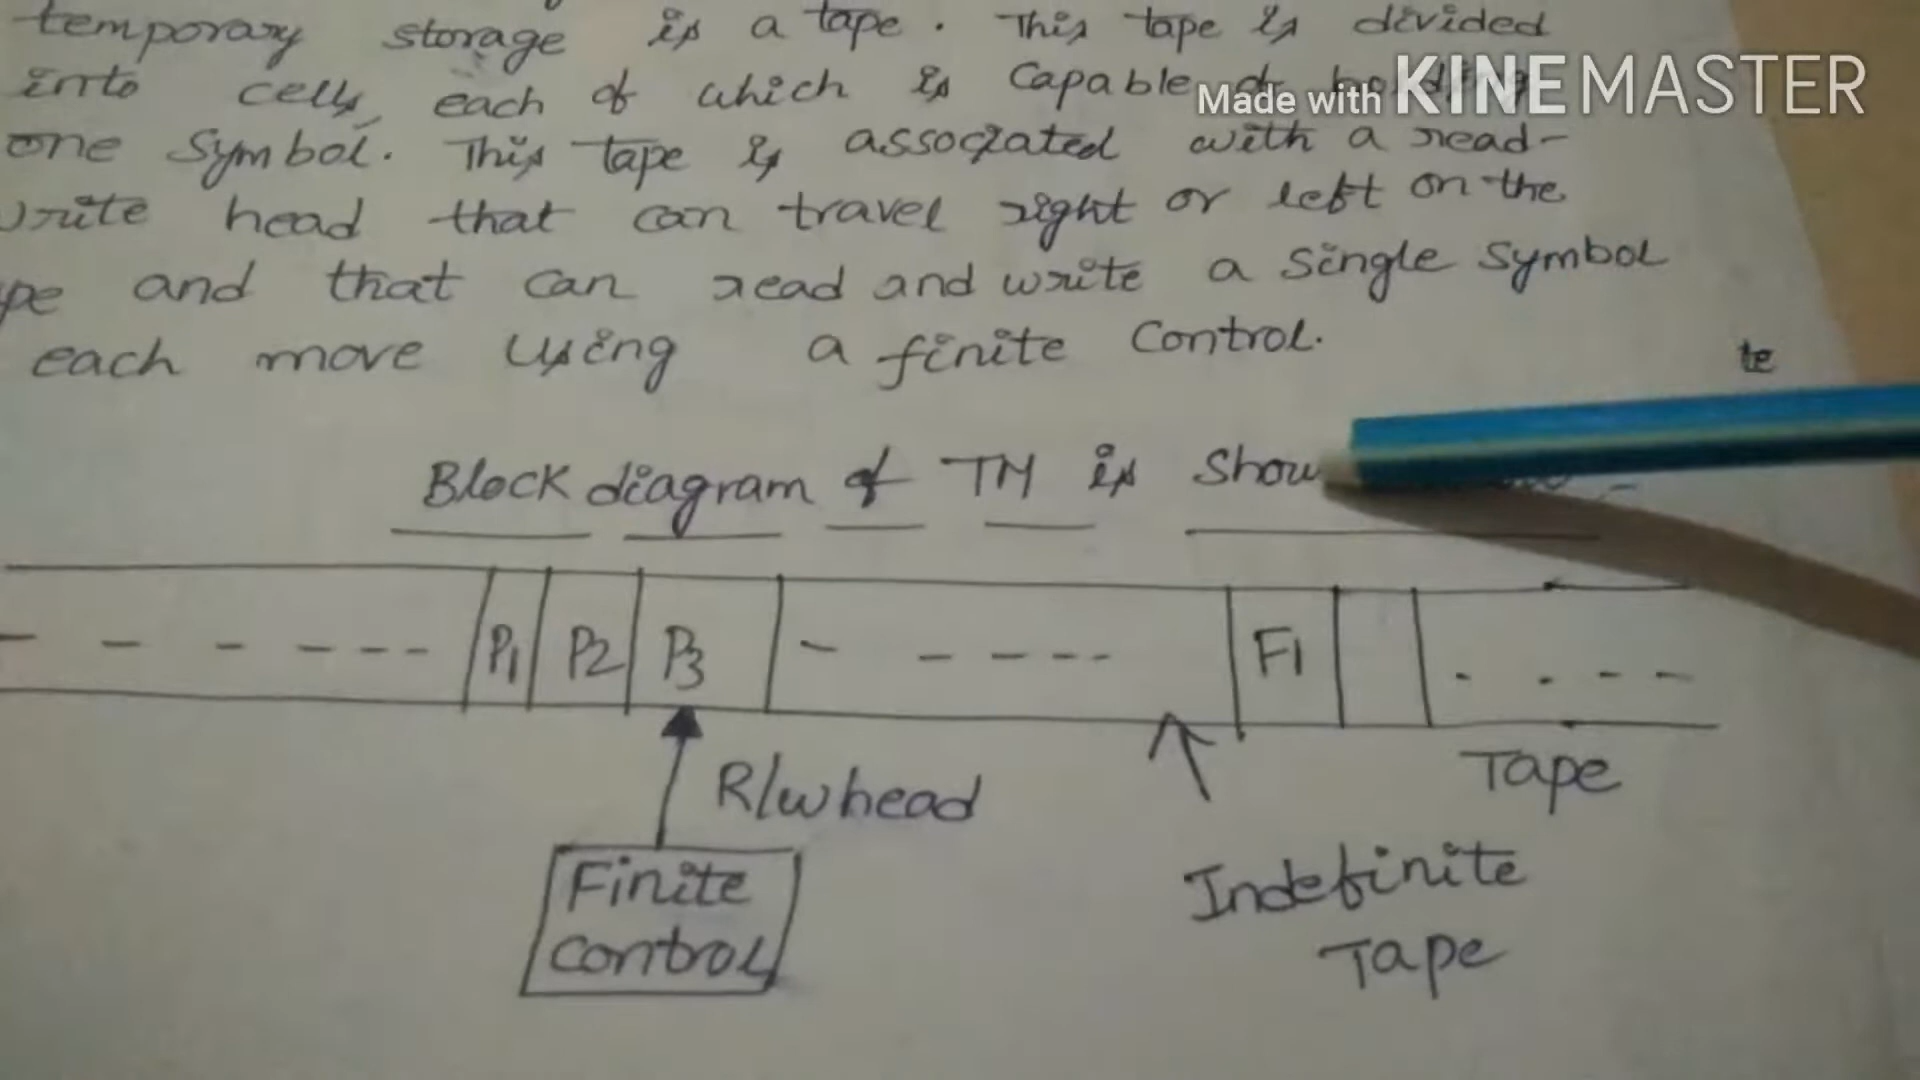 temporary storage is a tape. This tape is divided
into cells, each of which is capable
Made with KINEMASTER
one Symbol. This tape is associated with a read-
write head that can travel right or left on the
and that can read and write a single symbol
each move using a finite control.
te
Block diagram of TM is Show
P1 P2 P3 F1
R/w head
Tape
Finite
control
Indefinite
Tape